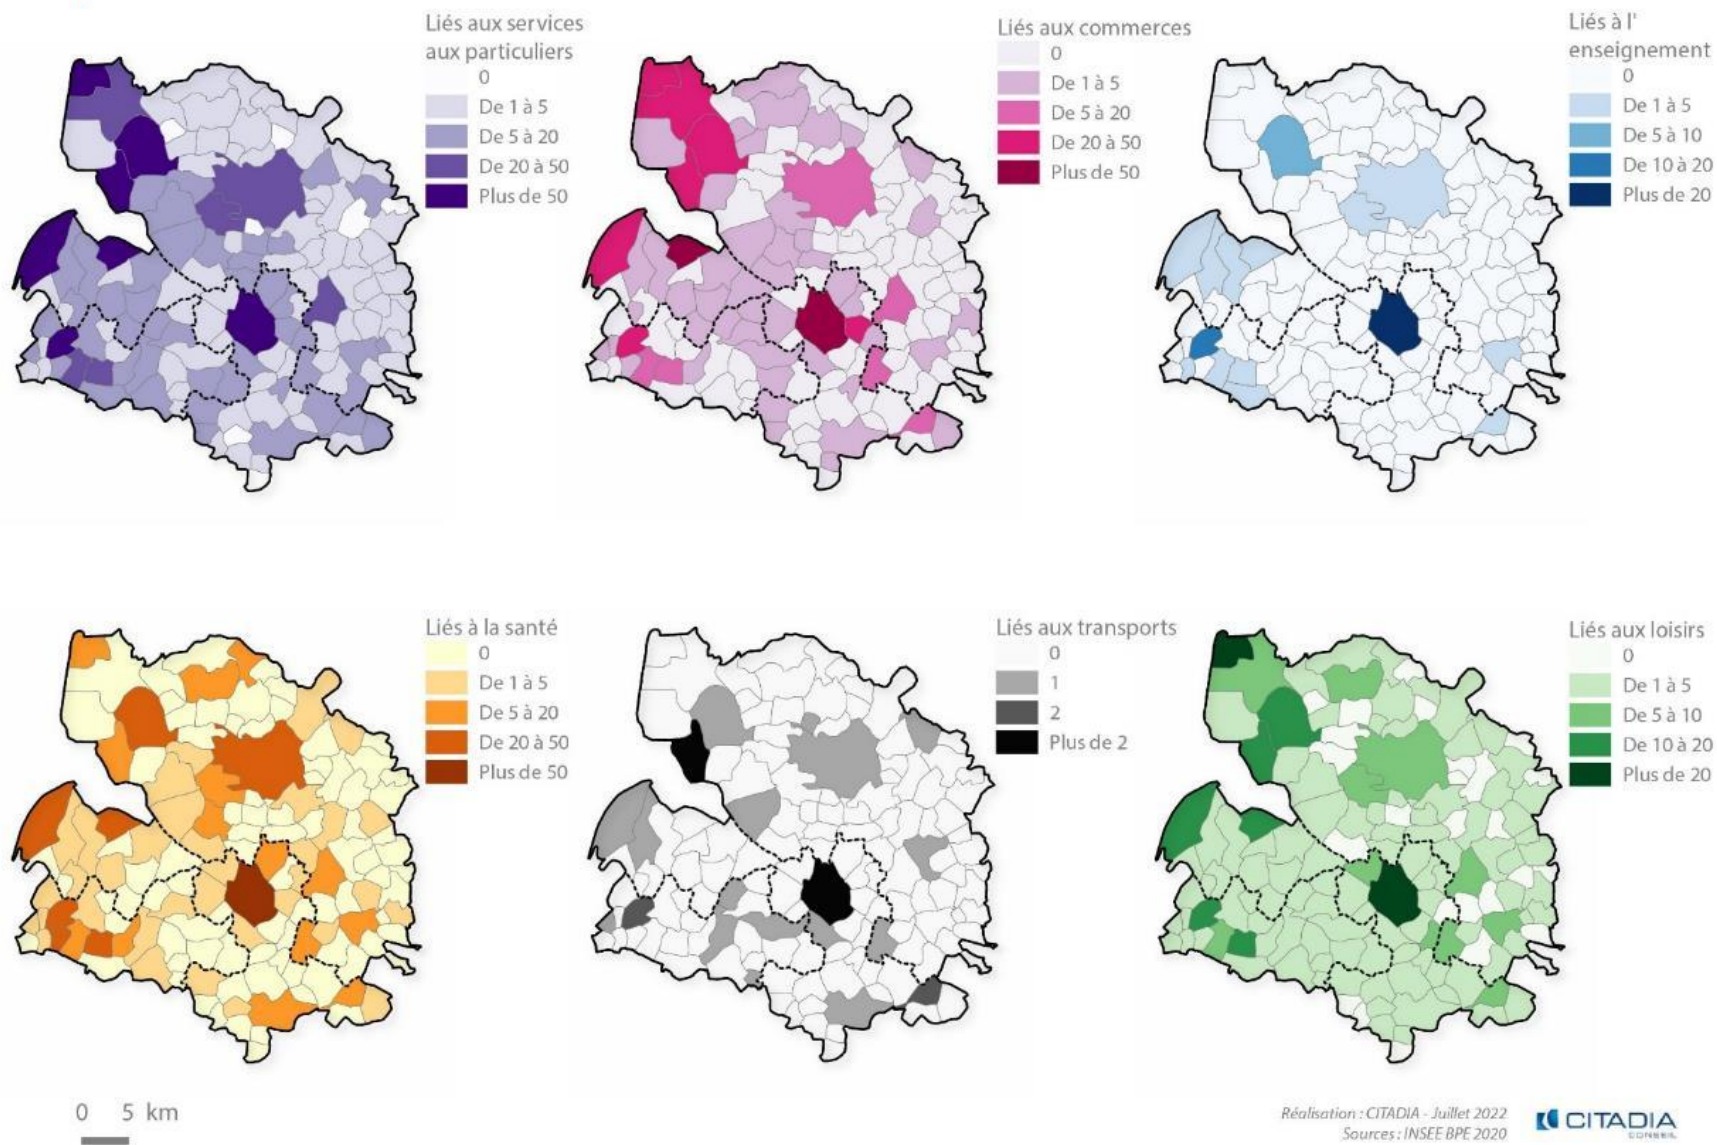 Liés aux services
aux particuliers
0
De 1 à 5
De 5 à 20
De 20 à 50
Plus de 50
Liés aux commerces
0
De 1 à 5
De 5 à 20
De 20 à 50
Plus de 50
Liés à l'
enseignement
0
De 1 à 5
De 5 à 10
De 10 à 20
Plus de 20
Liés à la santé
0
De 1 à 5
De 5 à 20
De 20 à 50
Plus de 50
Liés aux transports
0
1
2
Plus de 2
Liés aux loisirs
0
De 1 à 5
De 5 à 10
De 10 à 20
Plus de 20
0 5 km
Réalisation : CITADIA - Juillet 2022
Sources : INSEE BPE 2020
CITADIA
CONSEIL